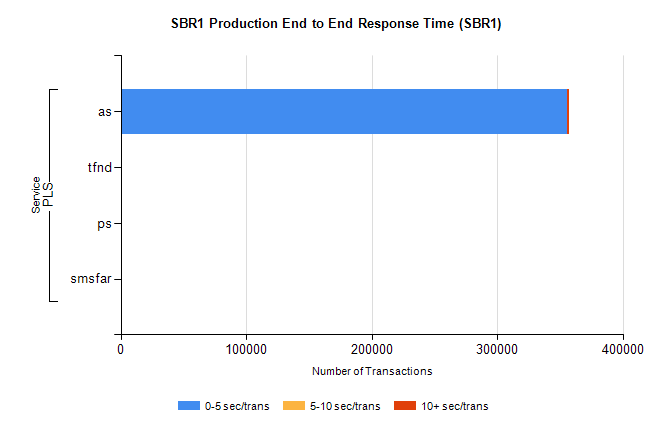 SBR1 Production End to End Response Time (SBR1)
Service
PLS
as
tfnd
ps
smsfar
0 100000 200000 300000 400000
Number of Transactions
0-5 sec/trans 5-10 sec/trans 10+ sec/trans